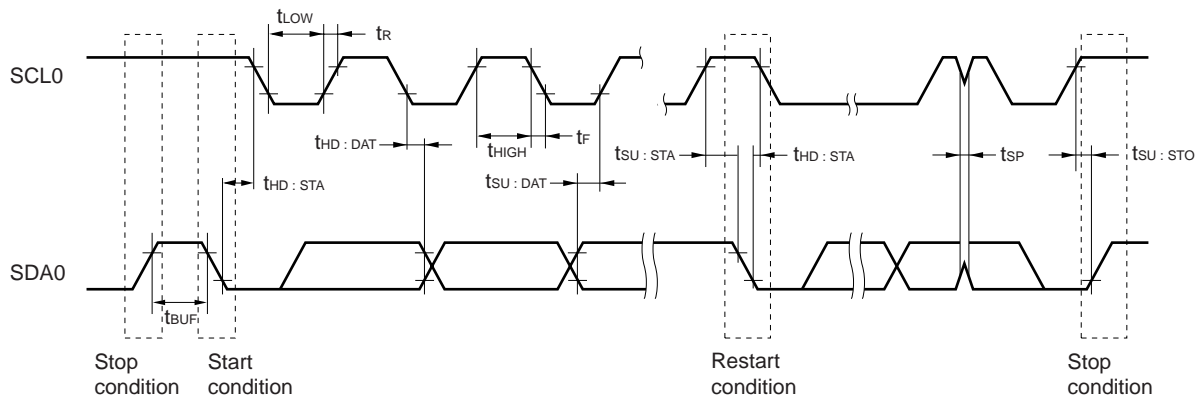 tLOW
tR
SCL0
tHD : DAT
tHIGH
tF
tSU : STA
tHD : STA
tSP
tSU : STO
tHD : STA
tSU : DAT
SDA0
tBUF
Stop
condition
Start
condition
Restart
condition
Stop
condition